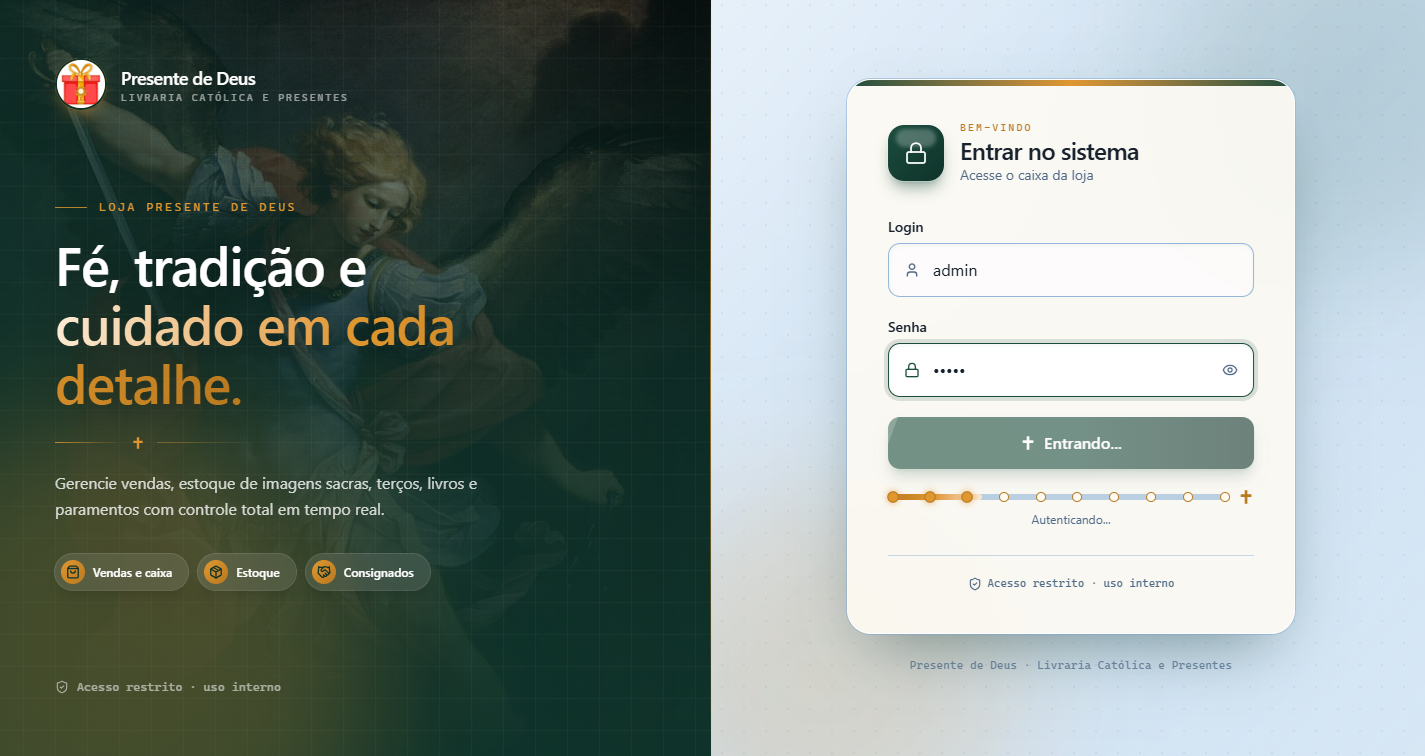 Presente de Deus
LIVRARIA CATÓLICA E PRESENTES
LOJA PRESENTE DE DEUS
Fé, tradição e
cuidado em cada
detalhe.
Gerencie vendas, estoque de imagens sacras, terços, livros e
paramentos com controle total em tempo real.
Vendas e caixa
Estoque
Consignados
Acesso restrito · uso interno
BEM-VINDO
Entrar no sistema
Acesse o caixa da loja
Login
admin
Senha
•••••
Entrando...
Autenticando...
Acesso restrito · uso interno
Presente de Deus · Livraria Católica e Presentes